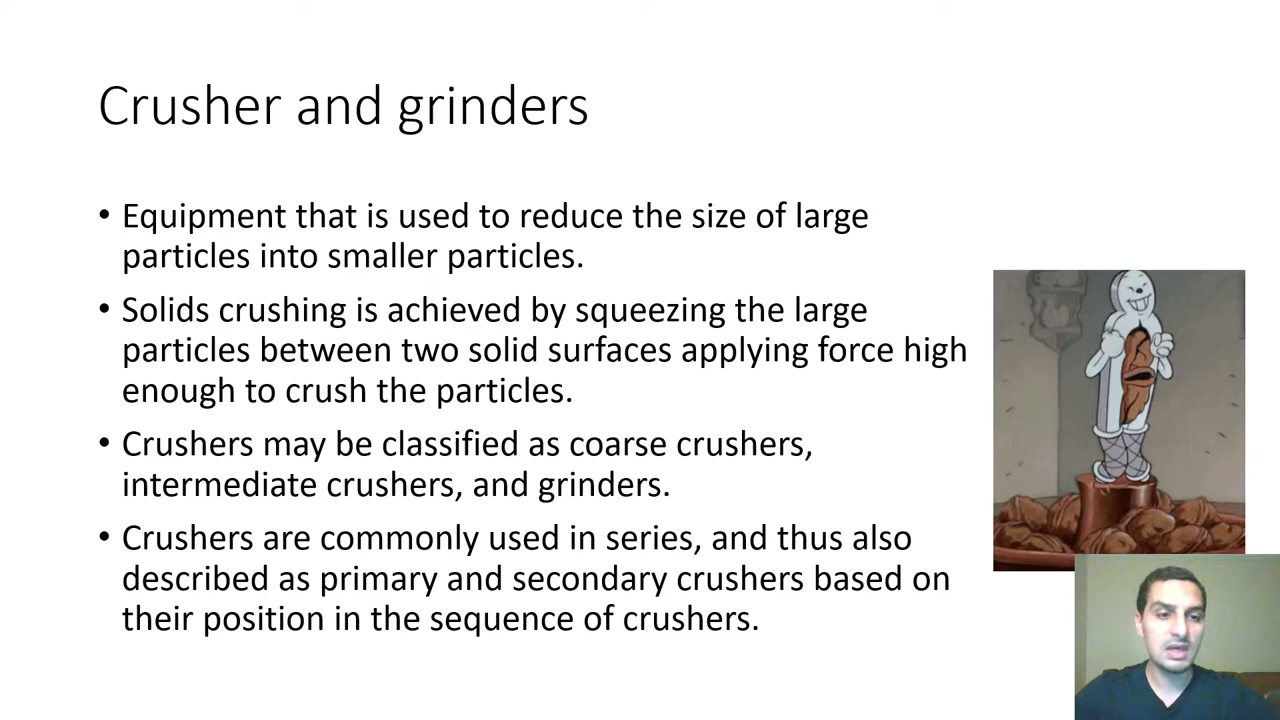 Crusher and grinders
• Equipment that is used to reduce the size of large
particles into smaller particles.
• Solids crushing is achieved by squeezing the large
particles between two solid surfaces applying force high
enough to crush the particles.
• Crushers may be classified as coarse crushers,
intermediate crushers, and grinders.
• Crushers are commonly used in series, and thus also
described as primary and secondary crushers based on
their position in the sequence of crushers.